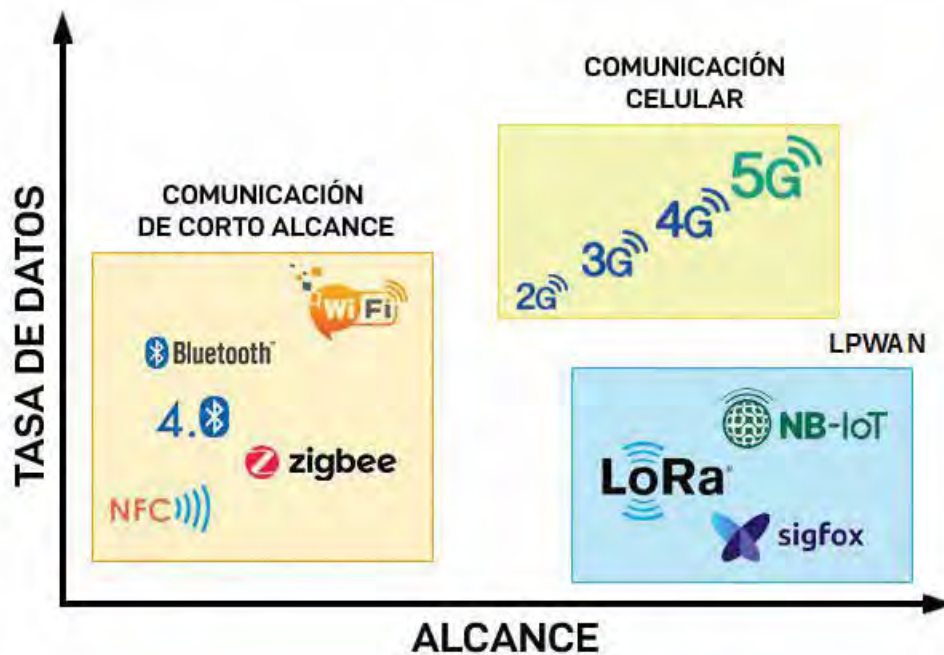 TASA DE DATOS
COMUNICACIÓN
CELULAR
5G
4G
3G
2G
COMUNICACIÓN
DE CORTO ALCANCE
WiFi
Bluetooth™
4.0
zigbee
NFC
LPWAN
NB-IoT
LoRa®
sigfox
ALCANCE